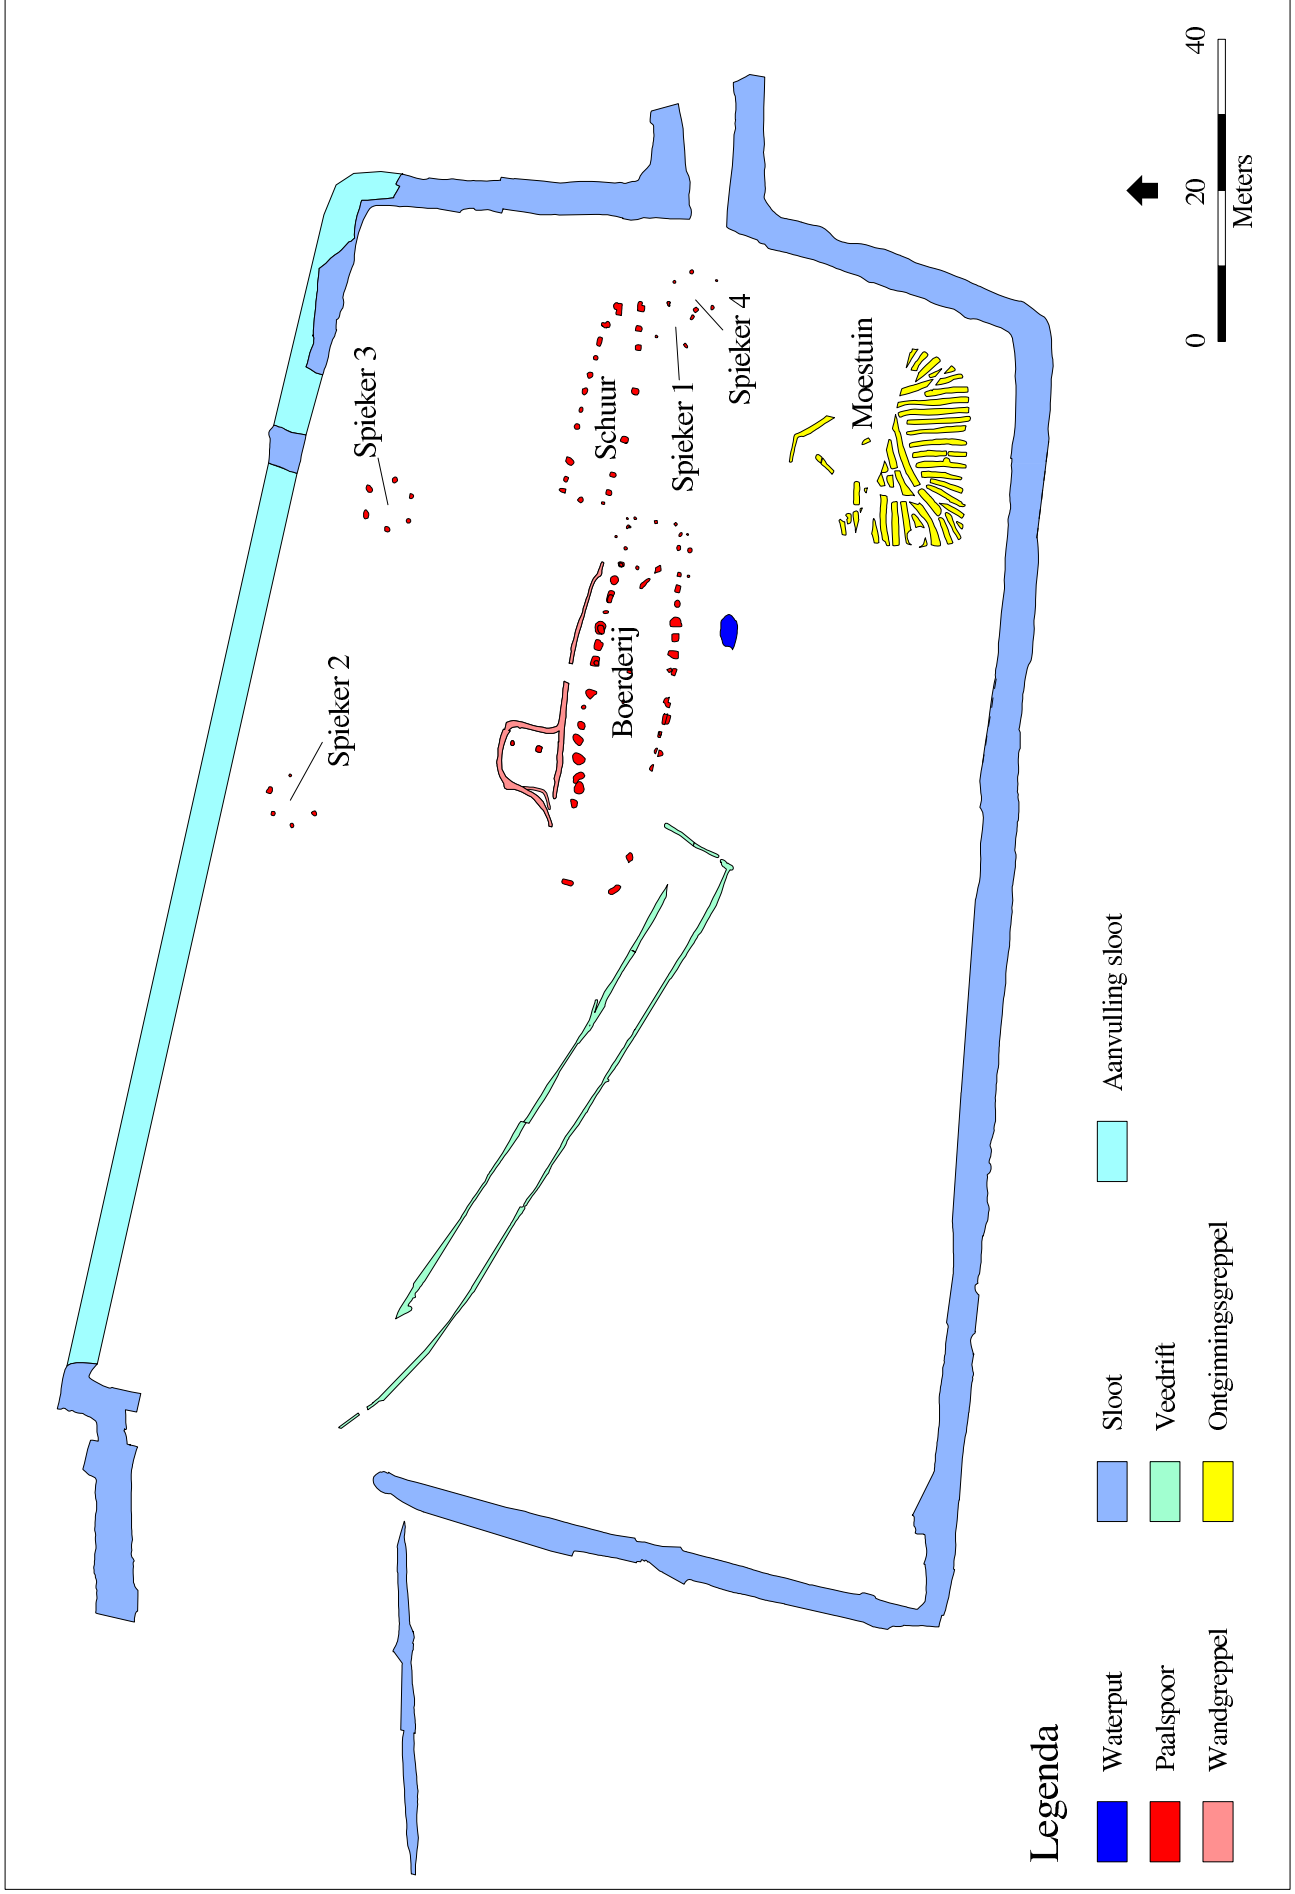 Spieker 2
Spieker 3
Boerderij
Schuur
Spieker 1
Spieker 4
Moestuin
Legenda
Waterput
Sloot
Aanvulling sloot
Paalspoor
Veedrift
Wandgreppel
Ontginningsgreppel
0 20 40
Meters